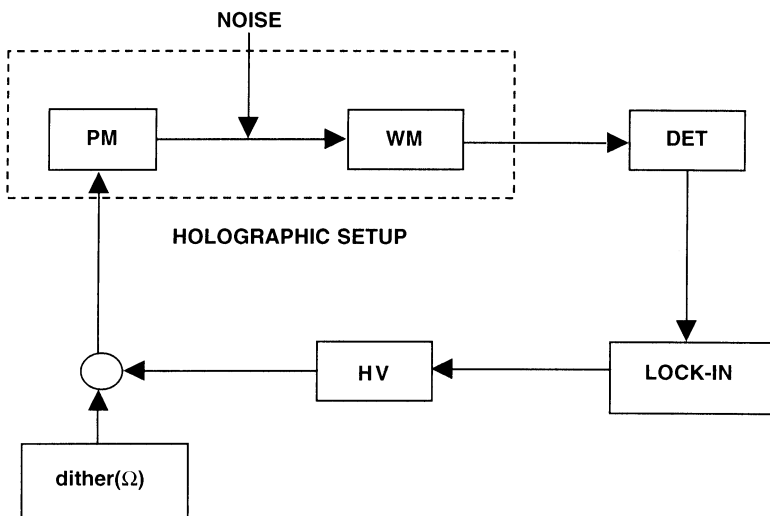 NOISE
PM
WM
DET
HOLOGRAPHIC SETUP
HV
LOCK-IN
dither(Ω)